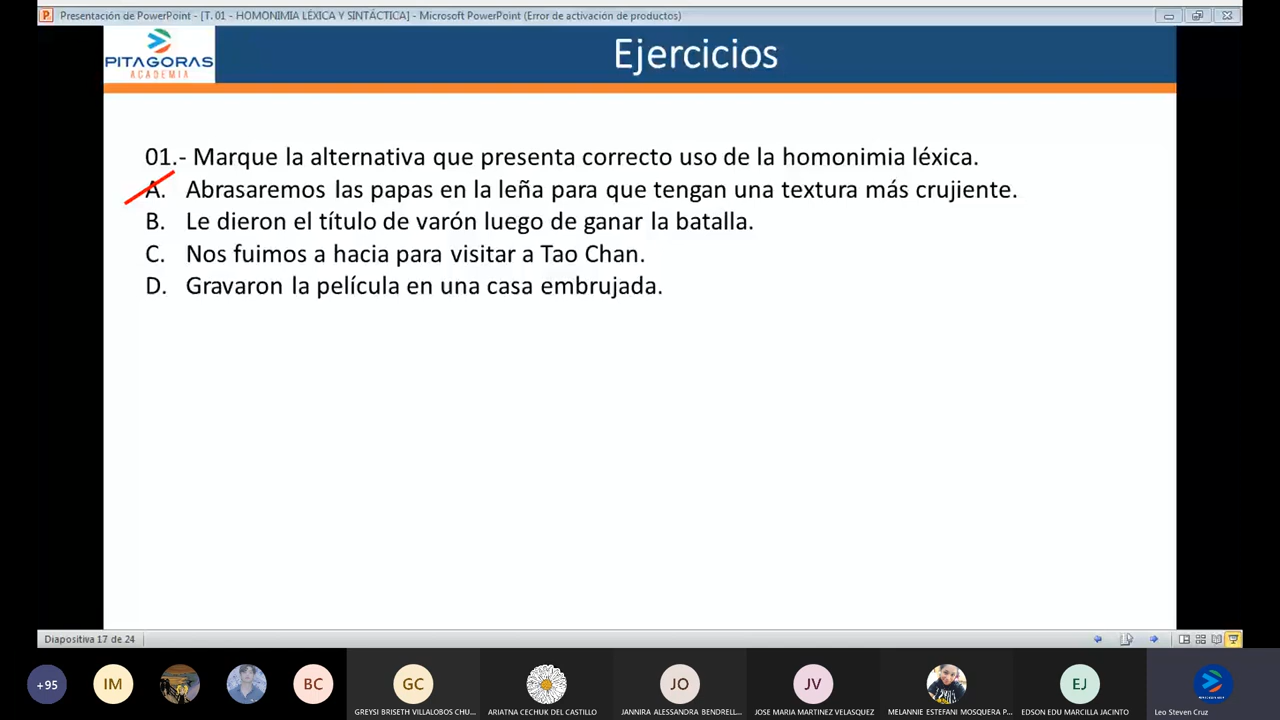 Presentación de PowerPoint - [T. 01 - HOMONIMIA LÉXICA Y SINTÁCTICA] - Microsoft PowerPoint (Error de activación de productos)
PITAGORAS
ACADEMIA
Ejercicios
01.- Marque la alternativa que presenta correcto uso de la homonimia léxica.
A. Abrasaremos las papas en la leña para que tengan una textura más crujiente.
B. Le dieron el título de varón luego de ganar la batalla.
C. Nos fuimos a hacia para visitar a Tao Chan.
D. Gravaron la película en una casa embrujada.
Diapositiva 17 de 24
+95
IM
BC
GC
JO
JV
EJ
GREYSI BRISETH VILLALOBOS CHU...
ARIATNA CECHUK DEL CASTILLO
JANNIRA ALESSANDRA BENDRELL...
JOSE MARIA MARTINEZ VELASQUEZ
MELANNIE ESTEFANI MOSQUERA P...
EDSON EDU MARCILLA JACINTO
Leo Steven Cruz